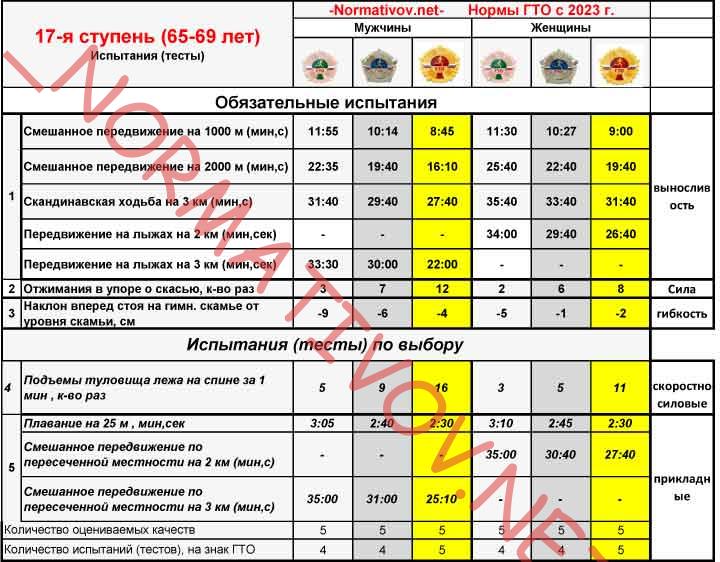 -Normativov.net- Нормы ГТО с 2023 г.
17-я ступень (65-69 лет)
Испытания (тесты)
Мужчины Женщины
Обязательные испытания
1
Смешанное передвижение на 1000 м (мин,с) 11:55 10:14 8:45 11:30 10:27 9:00
Смешанное передвижение на 2000 м (мин,с) 22:35 19:40 16:10 25:40 22:40 19:40
Скандинавская ходьба на 3 км (мин,с) 31:40 29:40 27:40 35:40 33:40 31:40
Передвижение на лыжах на 2 км (мин,сек) - - - 34:00 29:40 26:40
Передвижение на лыжах на 3 км (мин,сек) 33:30 30:00 22:00 - - -
вынослив
ость
2 Отжимания в упоре о скасью, к-во раз 3 7 12 2 6 8 Сила
3 Наклон вперед стоя на гимн. скамье от
уровня скамьи, см -9 -6 -4 -5 -1 -2 гибкость
Испытания (тесты) по выбору
4 Подъемы туловища лежа на спине за 1
мин , к-во раз 5 9 16 3 5 11
скоростно
силовые
5
Плавание на 25 м , мин,сек 3:05 2:40 2:30 3:10 2:45 2:30
Смешанное передвижение по
пересеченной местности на 2 км (мин,с) - - - 35:00 30:40 27:40
Смешанное передвижение по
пересеченной местности на 3 км (мин,с) 35:00 31:00 25:10 - - -
прикладн
ые
Количество оцениваемых качеств 5 5 5 5 5 5
Количество испытаний (тестов), на знак ГТО 4 4 5 4 4 5
_NORMATIVOV.NET